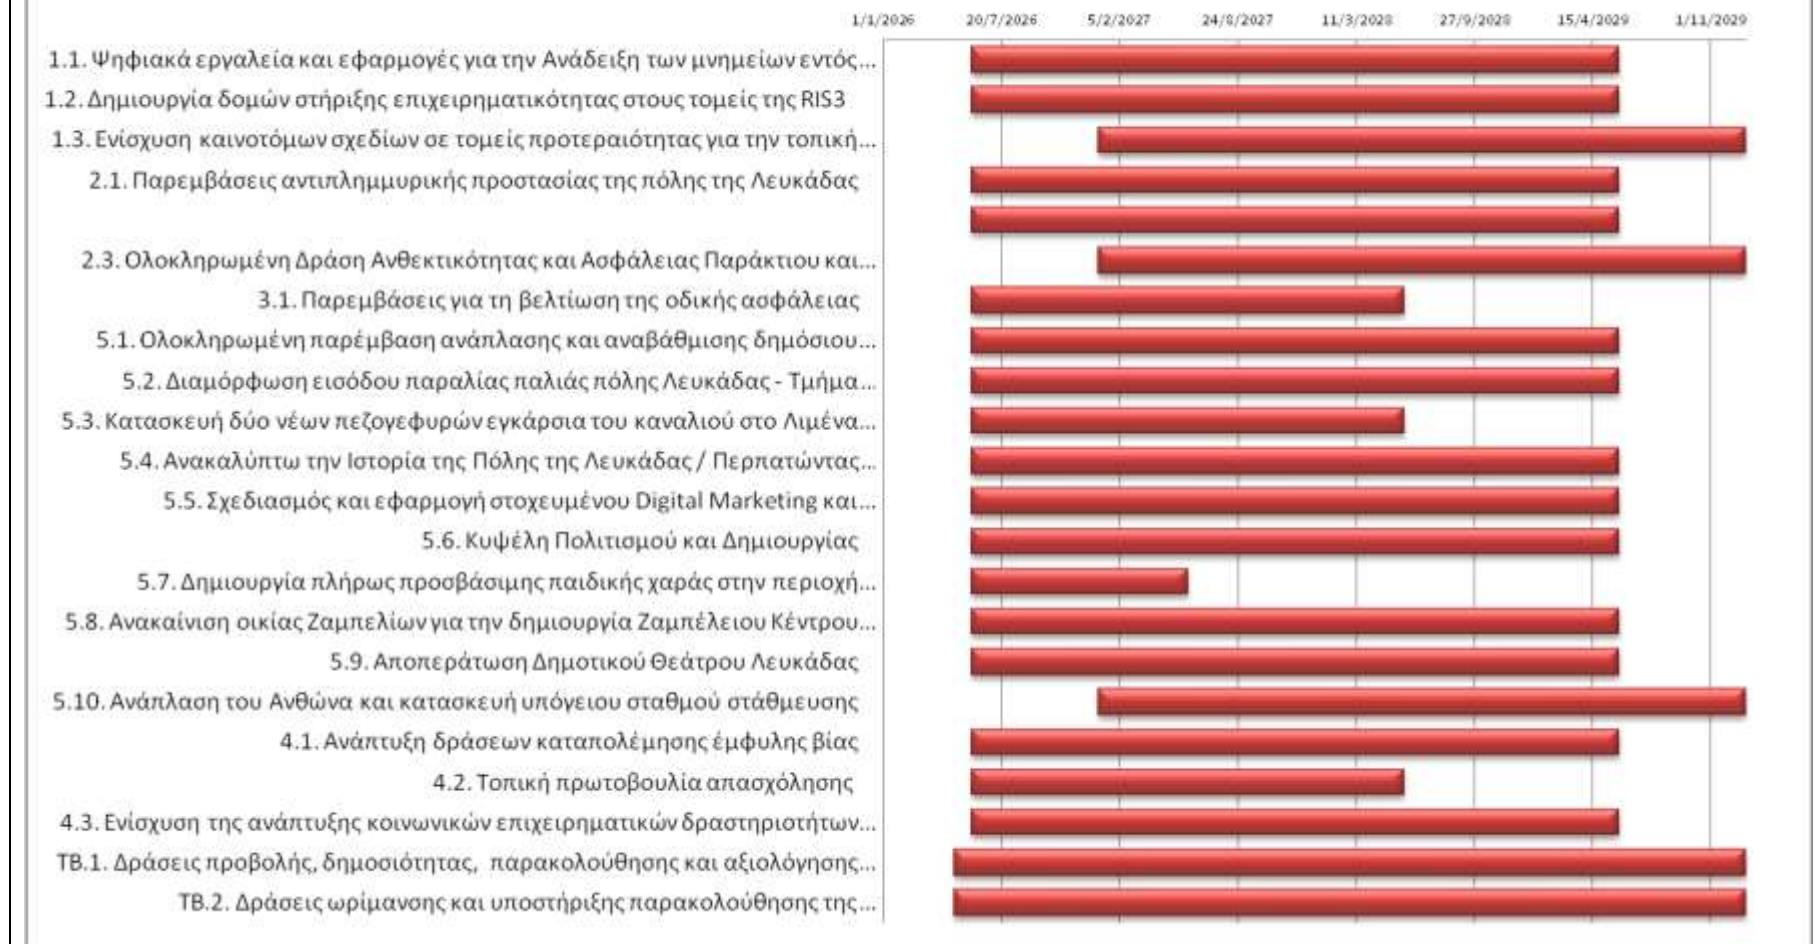 1/1/2026 20/7/2026 5/2/2027 24/8/2027 11/3/2028 27/9/2028 15/4/2029 1/11/2029
1.1. Ψηφιακά εργαλεία και εφαρμογές για την Ανάδειξη των μνημείων εντός...
1.2. Δημιουργία δομών στήριξης επιχειρηματικότητας στους τομείς της RIS3
1.3. Ενίσχυση καινοτόμων σχεδίων σε τομείς προτεραιότητας για την τοπική...
2.1. Παρεμβάσεις αντιπλημμυρικής προστασίας της πόλης της Λευκάδας
2.3. Ολοκληρωμένη Δράση Ανθεκτικότητας και Ασφάλειας Παράκτιου και...
3.1. Παρεμβάσεις για τη βελτίωση της οδικής ασφάλειας
5.1. Ολοκληρωμένη παρέμβαση ανάπλασης και αναβάθμισης δημόσιου...
5.2. Διαμόρφωση εισόδου παραλίας παλιάς πόλης Λευκάδας - Τμήμα...
5.3. Κατασκευή δύο νέων πεζογεφυρών εγκάρσια του καναλιού στο Λιμένα...
5.4. Ανακαλύπτω την Ιστορία της Πόλης της Λευκάδας / Περπατώντας...
5.5. Σχεδιασμός και εφαρμογή στοχευμένου Digital Marketing και...
5.6. Κυψέλη Πολιτισμού και Δημιουργίας
5.7. Δημιουργία πλήρως προσβάσιμης παιδικής χαράς στην περιοχή...
5.8. Ανακαίνιση οικίας Ζαμπελίων για την δημιουργία Ζαμπέλειου Κέντρου...
5.9. Αποπεράτωση Δημοτικού Θεάτρου Λευκάδας
5.10. Ανάπλαση του Ανθώνα και κατασκευή υπόγειου σταθμού στάθμευσης
4.1. Ανάπτυξη δράσεων καταπολέμησης έμφυλης βίας
4.2. Τοπική πρωτοβουλία απασχόλησης
4.3. Ενίσχυση της ανάπτυξης κοινωνικών επιχειρηματικών δραστηριοτήτων...
ΤΒ.1. Δράσεις προβολής, δημοσιότητας, παρακολούθησης και αξιολόγησης...
ΤΒ.2. Δράσεις ωρίμανσης και υποστήριξης παρακολούθησης της...